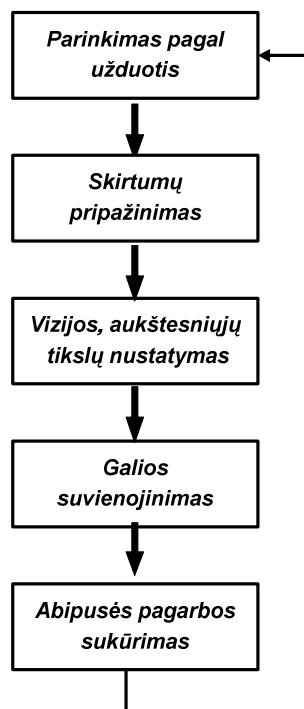 Parinkimas pagal
užduotis
Skirtumų
pripažinimas
Vizijos, aukštesniųjų
tikslų nustatymas
Galios
suvienojinimas
Abipusės pagarbos
sukūrimas